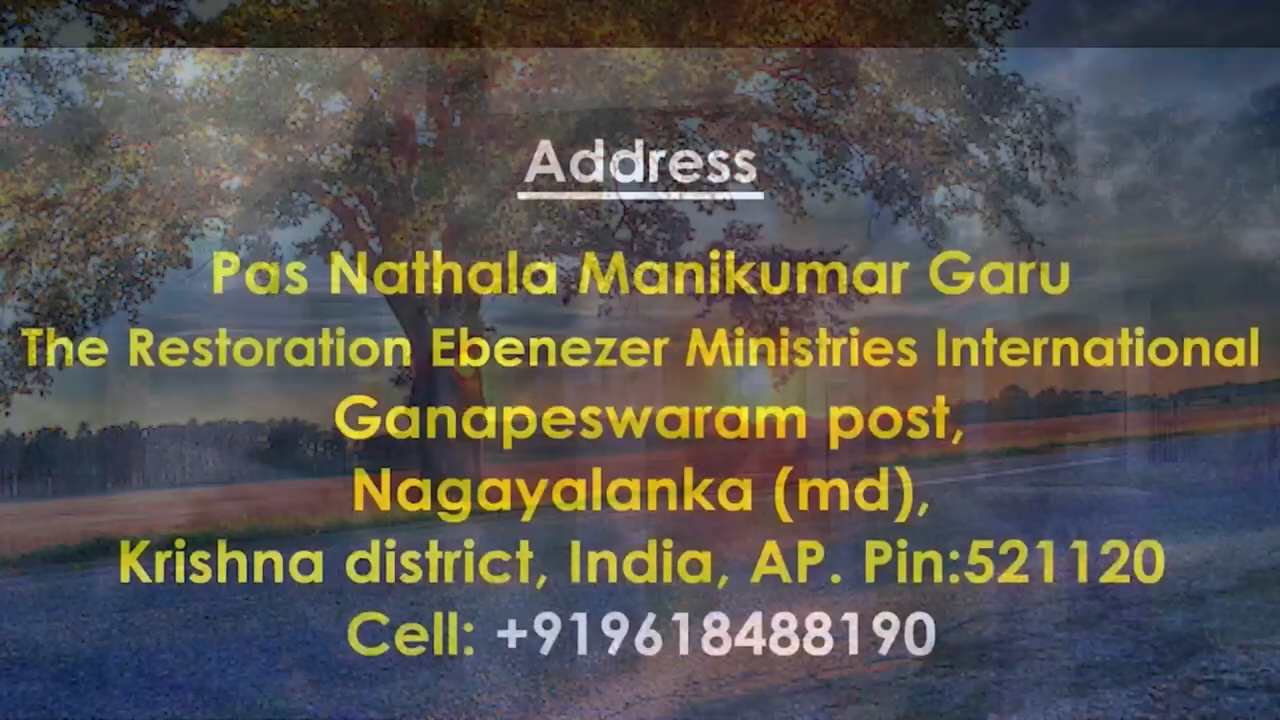 Address
Pas Nathala Manikumar Garu
The Restoration Ebenezer Ministries International
Ganapeswaram post,
Nagayalanka (md),
Krishna district, India, AP. Pin:521120
Cell: +919618488190